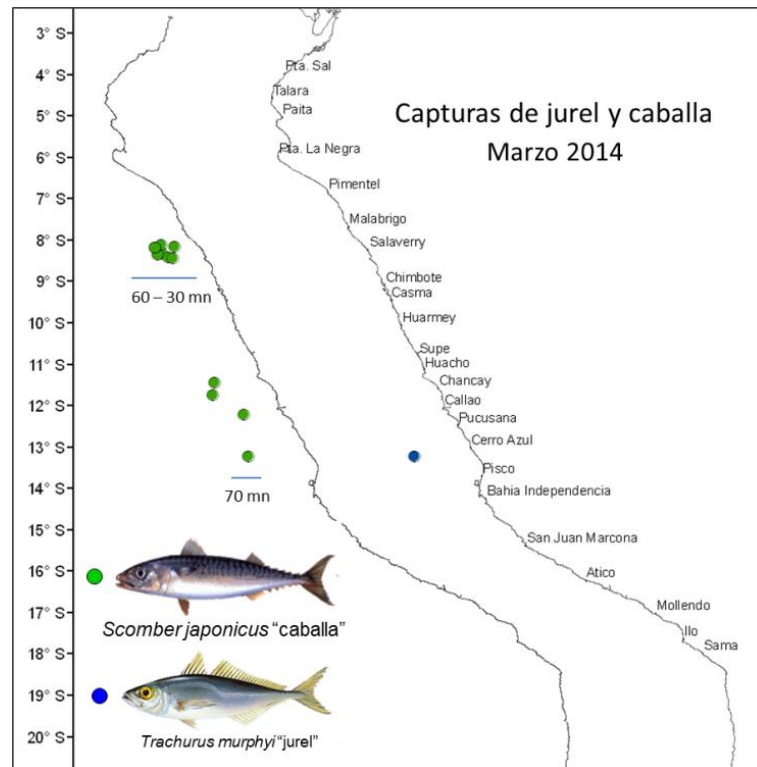 3° S
4° S
5° S
6° S
7° S
8° S
9° S
10° S
11° S
12° S
13° S
14° S
15° S
16° S
17° S
18° S
19° S
20° S
Capturas de jurel y caballa
Marzo 2014
Pta. Sal
Talara
Paita
Pta. La Negra
Pimentel
Malabrigo
Salaverry
Chimbote
Casma
Huarmey
Supe
Huacho
Chancay
Callao
Pucusana
Cerro Azul
Pisco
Bahia Independencia
San Juan Marcona
Atico
Mollendo
Ilo
Sama
60 – 30 mn
70 mn
Scomber japonicus “caballa”
Trachurus murphyi “jurel”